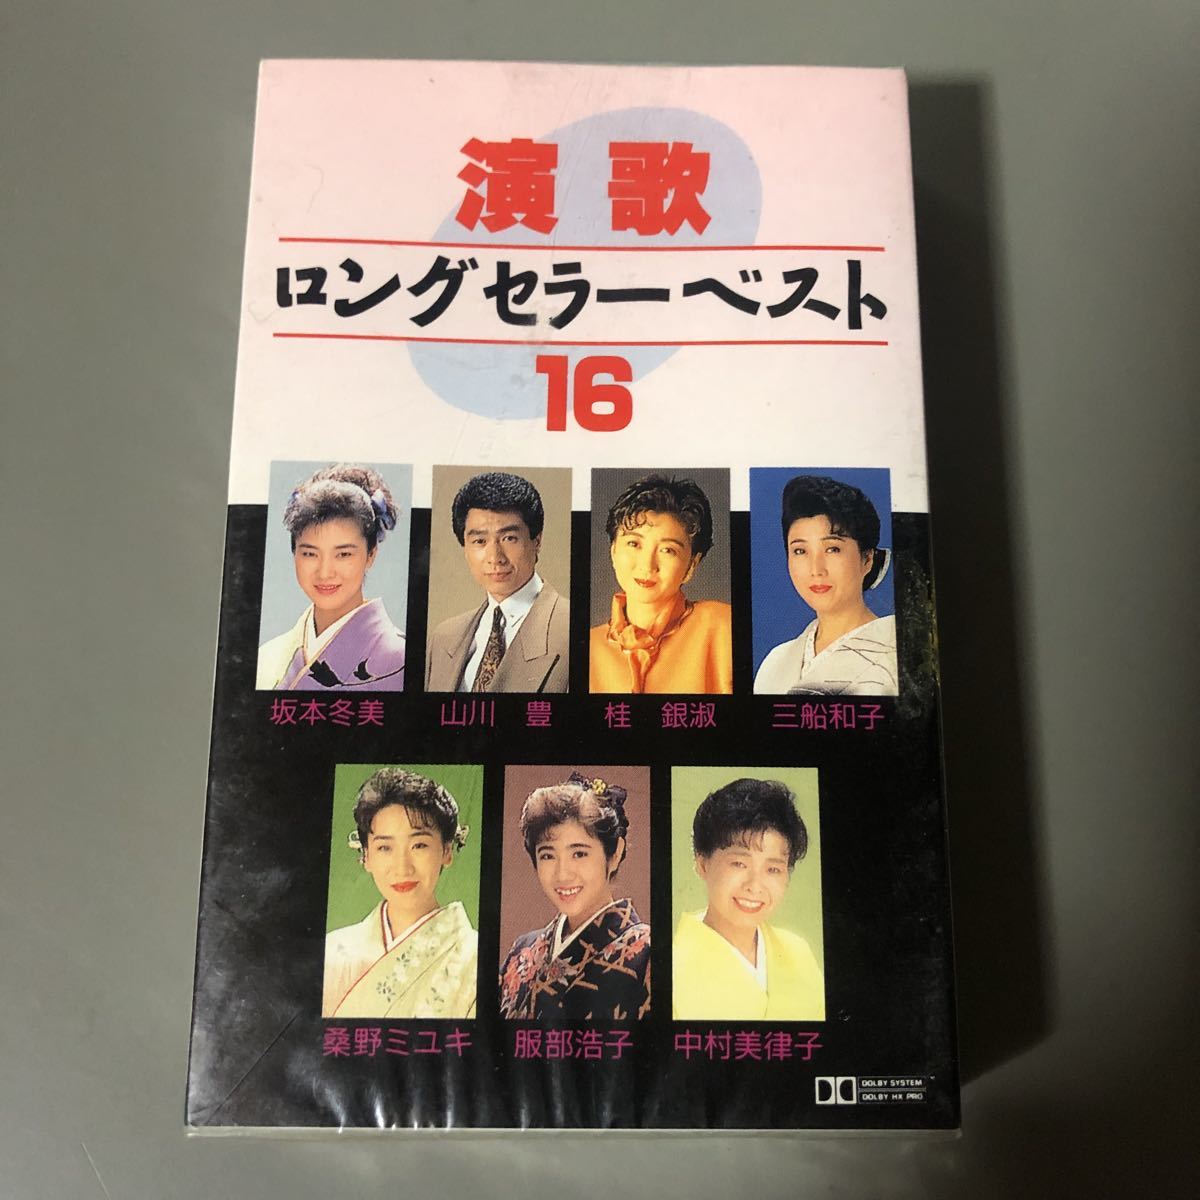 演歌
ロングセラーベスト
16
坂本冬美 山川 豊 桂 銀淑 三船和子
桑野ミユキ 服部浩子 中村美律子
DOLBY SYSTEM
DOLBY HX PRO